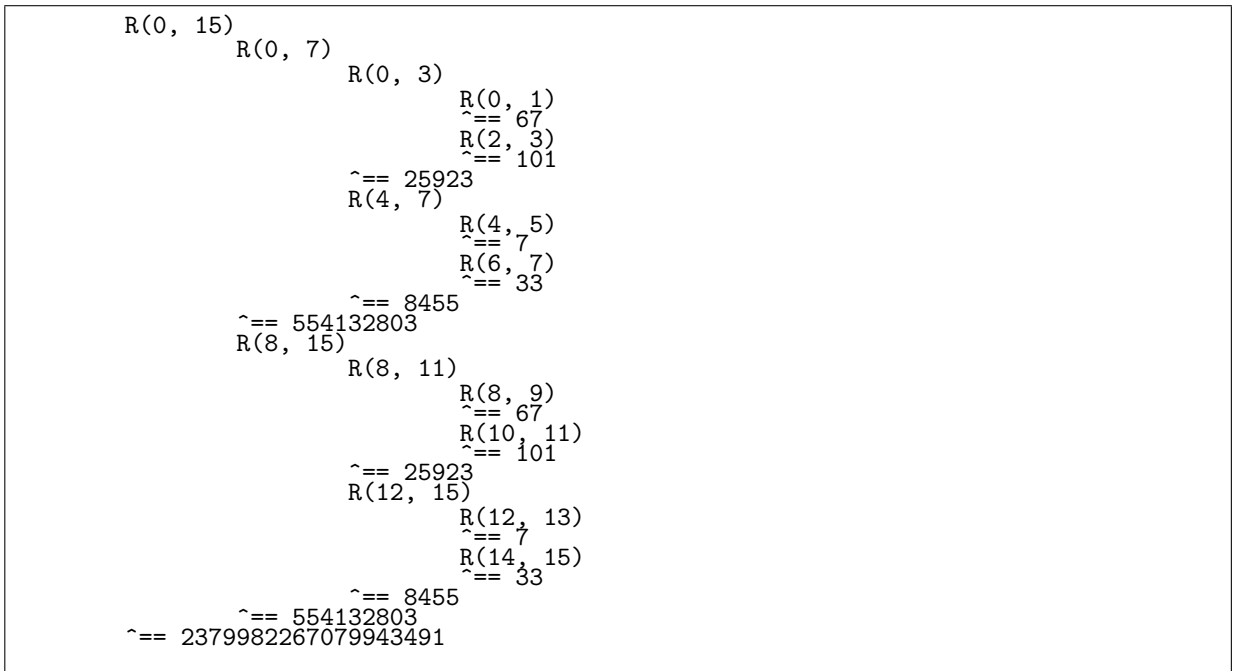 R(0, 15)
R(0, 7)
R(0, 3)
R(0, 1)
^== 67
R(2, 3)
^== 101
^== 25923
R(4, 7)
R(4, 5)
^== 7
R(6, 7)
^== 33
^== 8455
^== 554132803
R(8, 15)
R(8, 11)
R(8, 9)
^== 67
R(10, 11)
^== 101
^== 25923
R(12, 15)
R(12, 13)
^== 7
R(14, 15)
^== 33
^== 8455
^== 554132803
^== 2379982267079943491